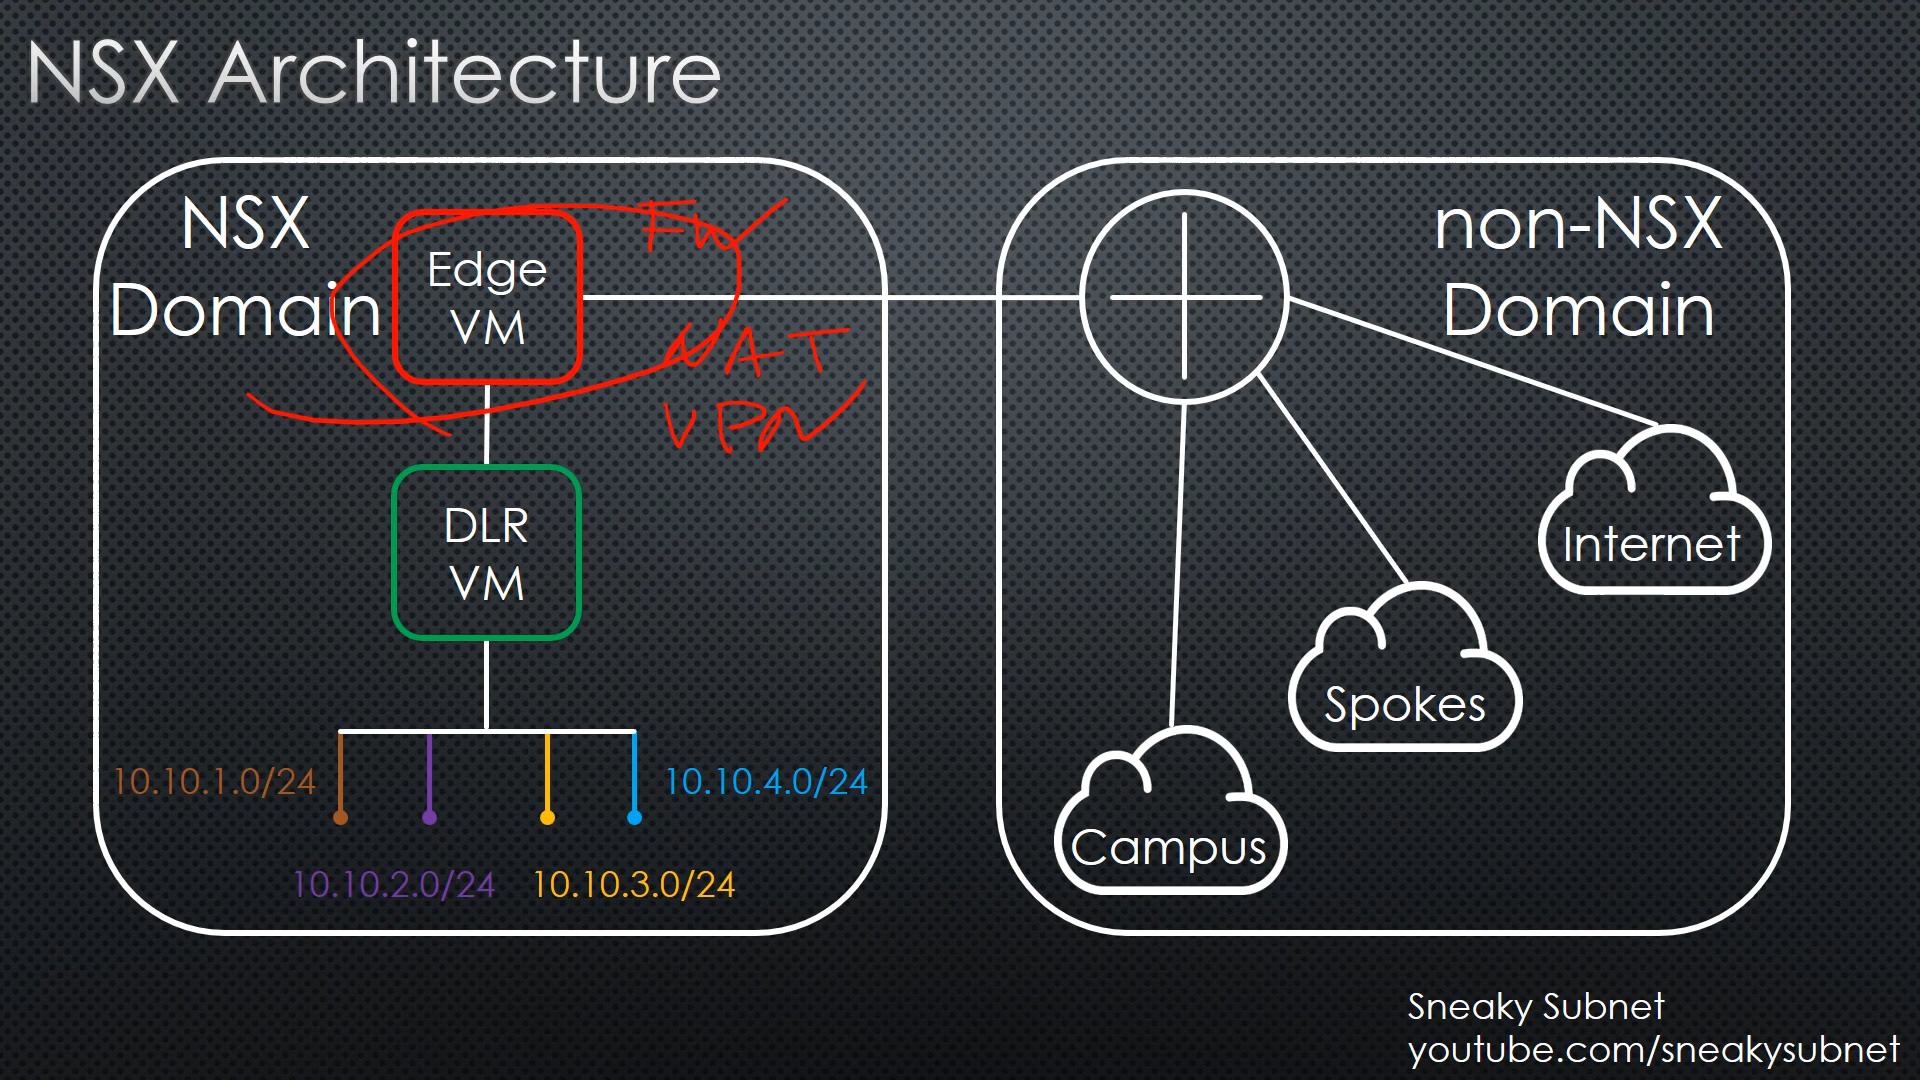 NSX Architecture
NSX
Domain
Edge
VM
FW
NAT
VPN
DLR
VM
10.10.1.0/24
10.10.2.0/24
10.10.3.0/24
10.10.4.0/24
non-NSX
Domain
Internet
Spokes
Campus
Sneaky Subnet
youtube.com/sneakysubnet